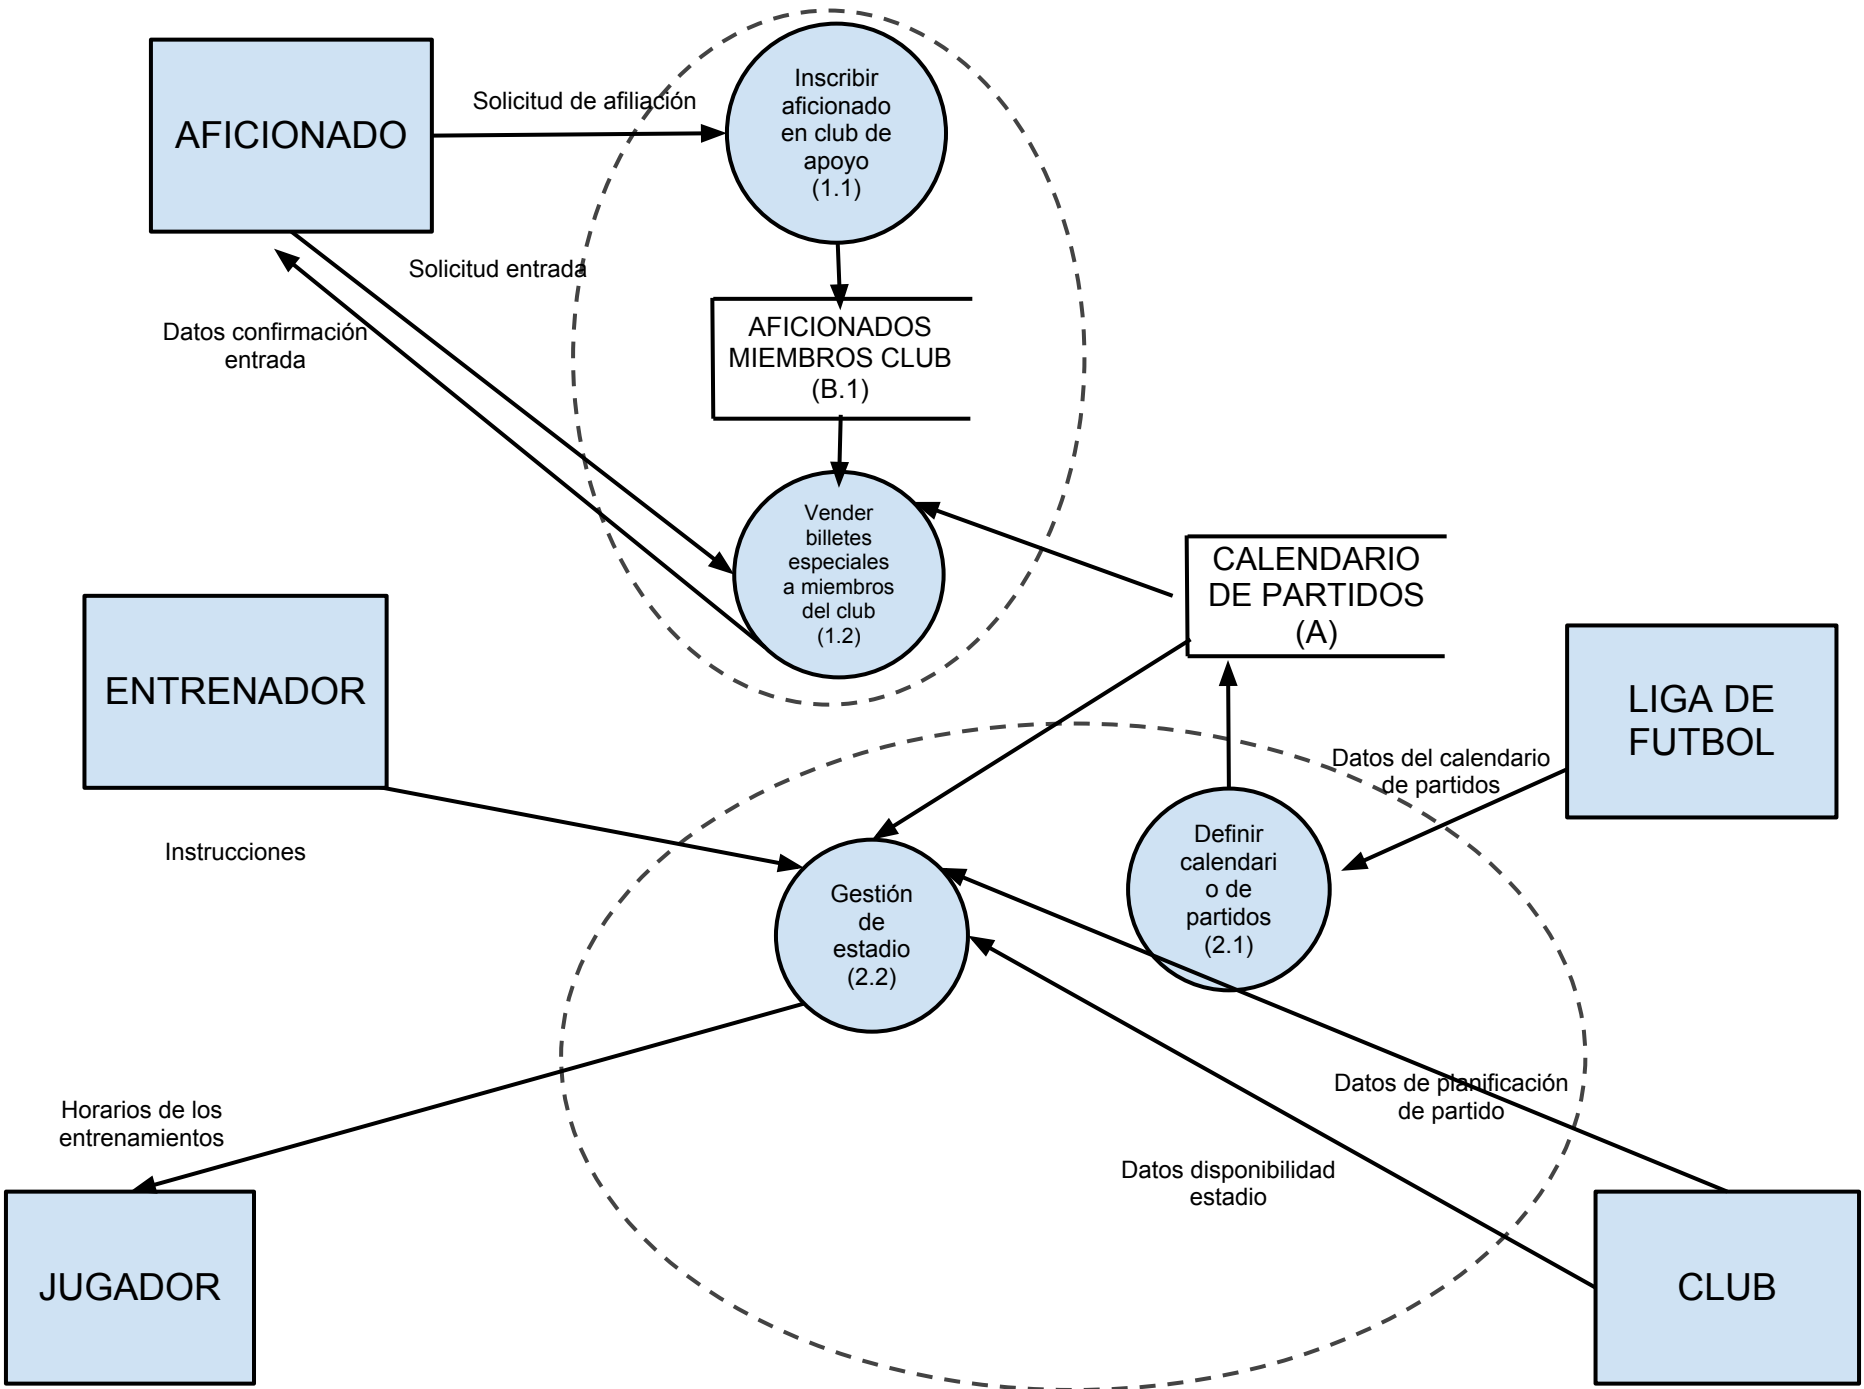 AFICIONADO
Solicitud de afiliación
Inscribir
aficionado
en club de
apoyo
(1.1)
Solicitud entrada
Datos confirmación
entrada
AFICIONADOS
MIEMBROS CLUB
(B.1)
Vender
billetes
especiales
a miembros
del club
(1.2)
CALENDARIO
DE PARTIDOS
(A)
ENTRENADOR
LIGA DE
FUTBOL
Datos del calendario
de partidos
Instrucciones
Definir
calendari
o de
partidos
(2.1)
Gestión
de
estadio
(2.2)
Datos de planificación
de partido
Horarios de los
entrenamientos
Datos disponibilidad
estadio
JUGADOR
CLUB